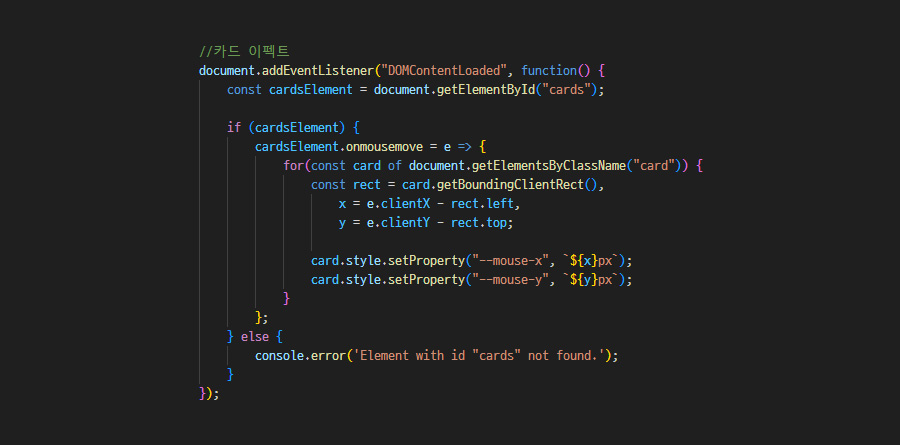 //카드 이펙트
document.addEventListener("DOMContentLoaded", function() {
    const cardsElement = document.getElementById("cards");

    if (cardsElement) {
        cardsElement.onmousemove = e => {
            for(const card of document.getElementsByClassName("card")) {
                const rect = card.getBoundingClientRect(),
                    x = e.clientX - rect.left,
                    y = e.clientY - rect.top;

                card.style.setProperty("--mouse-x", `${x}px`);
                card.style.setProperty("--mouse-y", `${y}px`);
            }
        };
    } else {
        console.error('Element with id "cards" not found.');
    }
});